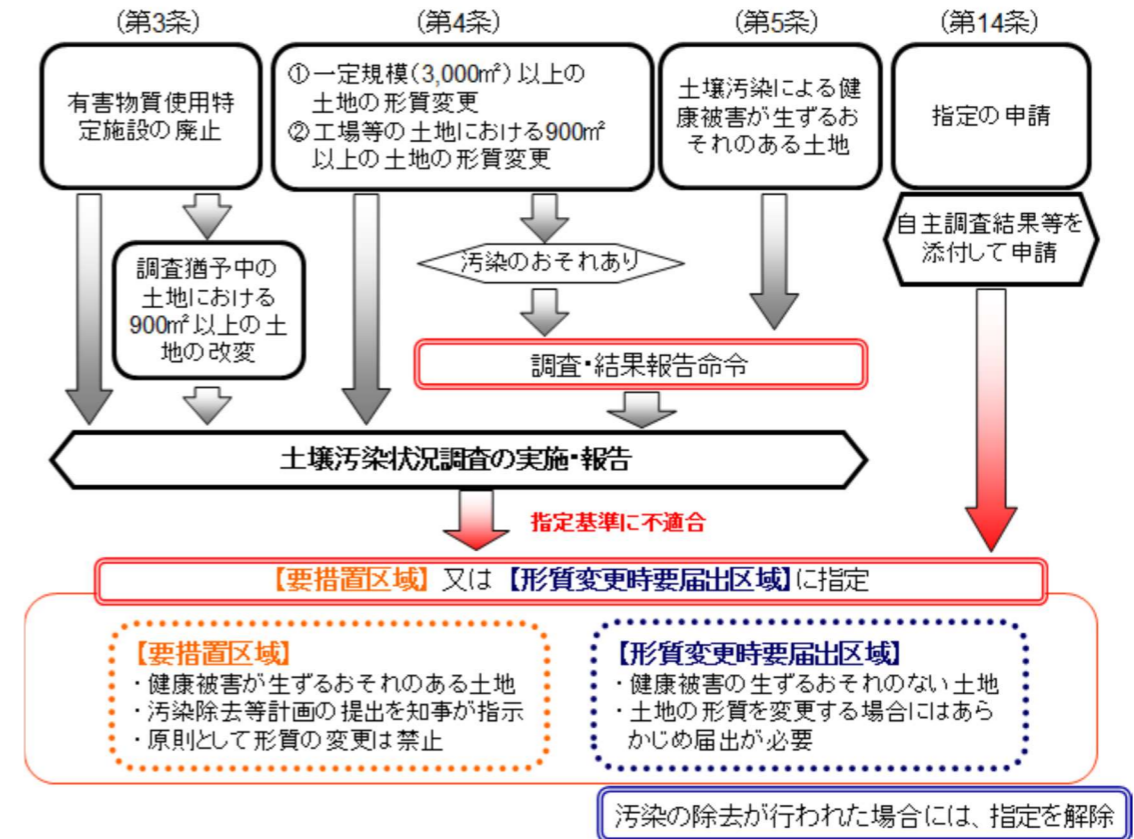 (第3条)
(第4条)
(第5条)
(第14条)
有害物質使用特
定施設の廃止
①一定規模(3,000㎡)以上の
土地の形質変更
②工場等の土地における900㎡
以上の土地の形質変更
土壌汚染による健
康被害が生ずるお
それのある土地
指定の申請
自主調査結果等を
添付して申請
調査猶予中の
土地における
900㎡以上の土
地の改変
汚染のおそれあり
調査・結果報告命令
土壌汚染状況調査の実施・報告
指定基準に不適合
【要措置区域】又は【形質変更時要届出区域】に指定
【要措置区域】
・健康被害が生ずるおそれのある土地
・汚染除去等計画の提出を知事が指示
・原則として形質の変更は禁止
【形質変更時要届出区域】
・健康被害の生ずるおそれのない土地
・土地の形質を変更する場合にはあら
かじめ届出が必要
汚染の除去が行われた場合には、指定を解除